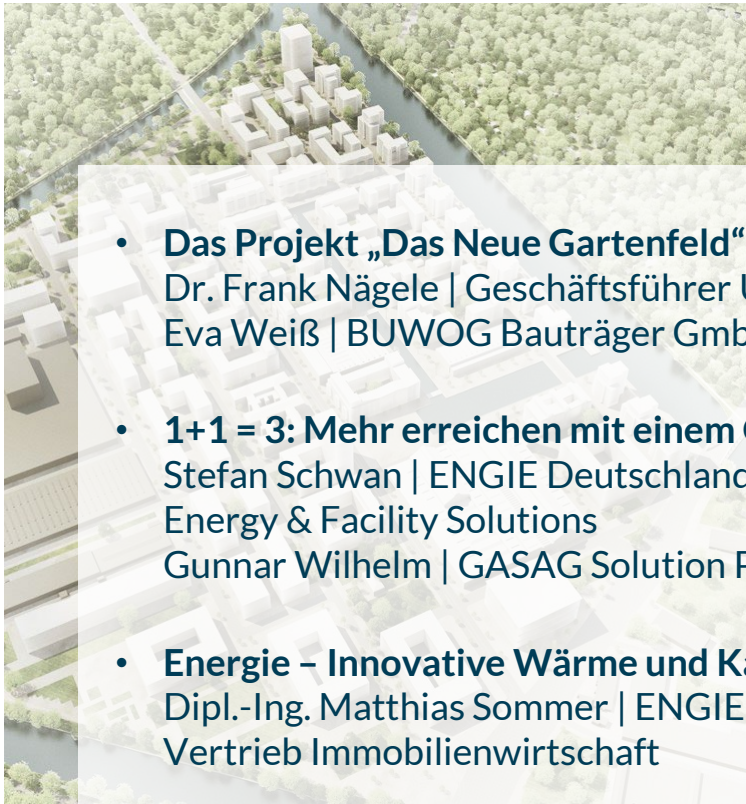 • Das Projekt „Das Neue Gartenfeld“
Dr. Frank Nägele | Geschäftsführer
Eva Weiß | BUWOG Bauträger
• 1+1 = 3: Mehr erreichen mit einem
Stefan Schwan | ENGIE Deutschland
Energy & Facility Solutions
Gunnar Wilhelm | GASAG Solution
• Energie – Innovative Wärme und
Dipl.-Ing. Matthias Sommer | ENGIE
Vertrieb Immobilienwirtschaft